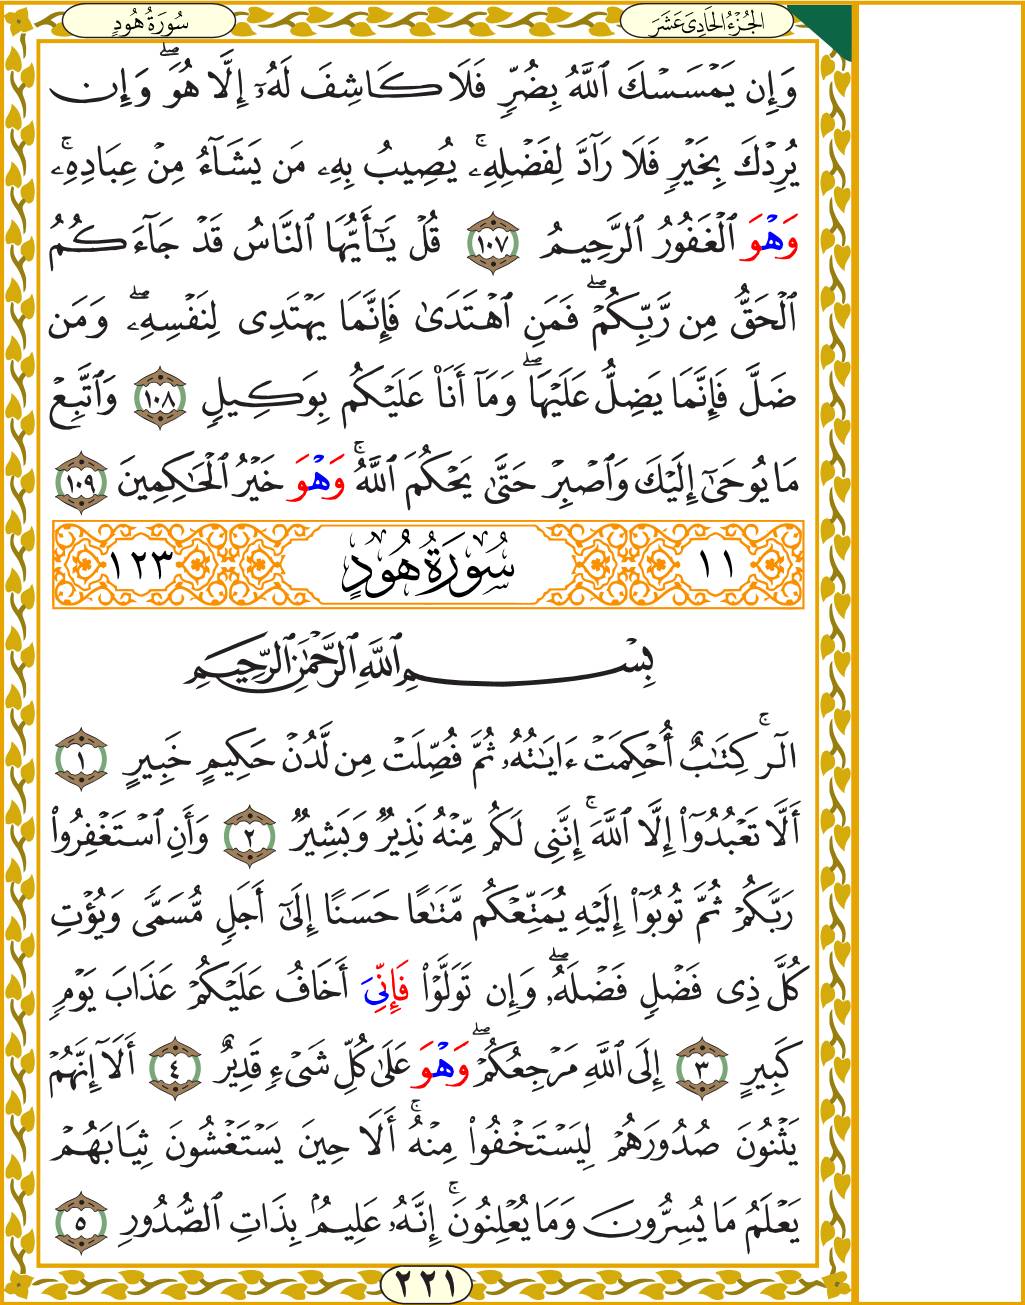 الجُزْءُ الحَادِىَ عَشَرَ
سُورَةُ هُودٍ
وَإِن يَمْسَسْكَ ٱللَّهُ بِضُرٍّ فَلَا كَاشِفَ لَهُۥٓ إِلَّا هُوَ ۖ وَإِن
يُرِدْكَ بِخَيْرٍ فَلَا رَآدَّ لِفَضْلِهِۦ ۚ يُصِيبُ بِهِۦ مَن يَشَآءُ مِنْ عِبَادِهِۦ ۚ
وَهْوَ ٱلْغَفُورُ ٱلرَّحِيمُ ١٠٧ قُلْ يَـٰٓأَيُّهَا ٱلنَّاسُ قَدْ جَآءَكُمُ
ٱلْحَقُّ مِن رَّبِّكُمْ ۖ فَمَنِ ٱهْتَدَىٰ فَإِنَّمَا يَهْتَدِى لِنَفْسِهِۦ ۖ وَمَن
ضَلَّ فَإِنَّمَا يَضِلُّ عَلَيْهَا ۖ وَمَآ أَنَا۠ عَلَيْكُم بِوَكِيلٍ ١٠٨ وَٱتَّبِعْ
مَا يُوحَىٰٓ إِلَيْكَ وَٱصْبِرْ حَتَّىٰ يَحْكُمَ ٱللَّهُ ۚ وَهْوَ خَيْرُ ٱلْحَـٰكِمِينَ ١٠٩
١١ سُورَةُ هُودٍ ١٢٣
بِسْمِ ٱللَّهِ ٱلرَّحْمَـٰنِ ٱلرَّحِيمِ
الٓر ۚ كِتَـٰبٌ أُحْكِمَتْ ءَايَـٰتُهُۥ ثُمَّ فُصِّلَتْ مِن لَّدُنْ حَكِيمٍ خَبِيرٍ ١
أَلَّا تَعْبُدُوٓا۟ إِلَّا ٱللَّهَ ۚ إِنَّنِى لَكُم مِّنْهُ نَذِيرٌ وَبَشِيرٌ ٢ وَأَنِ ٱسْتَغْفِرُوا۟
رَبَّكُمْ ثُمَّ تُوبُوٓا۟ إِلَيْهِ يُمَتِّعْكُم مَّتَـٰعًا حَسَنًا إِلَىٰٓ أَجَلٍ مُّسَمًّى وَيُؤْتِ
كُلَّ ذِى فَضْلٍ فَضْلَهُۥ ۖ وَإِن تَوَلَّوْا۟ فَإِنِّىَ أَخَافُ عَلَيْكُمْ عَذَابَ يَوْمٍ
كَبِيرٍ ٣ إِلَى ٱللَّهِ مَرْجِعُكُمْ ۖ وَهْوَ عَلَىٰ كُلِّ شَىْءٍ قَدِيرٌ ٤ أَلَآ إِنَّهُمْ
يَثْنُونَ صُدُورَهُمْ لِيَسْتَخْفُوا۟ مِنْهُ ۚ أَلَا حِينَ يَسْتَغْشُونَ ثِيَابَهُمْ
يَعْلَمُ مَا يُسِرُّونَ وَمَا يُعْلِنُونَ ۚ إِنَّهُۥ عَلِيمٌۢ بِذَاتِ ٱلصُّدُورِ ٥
٢٢١